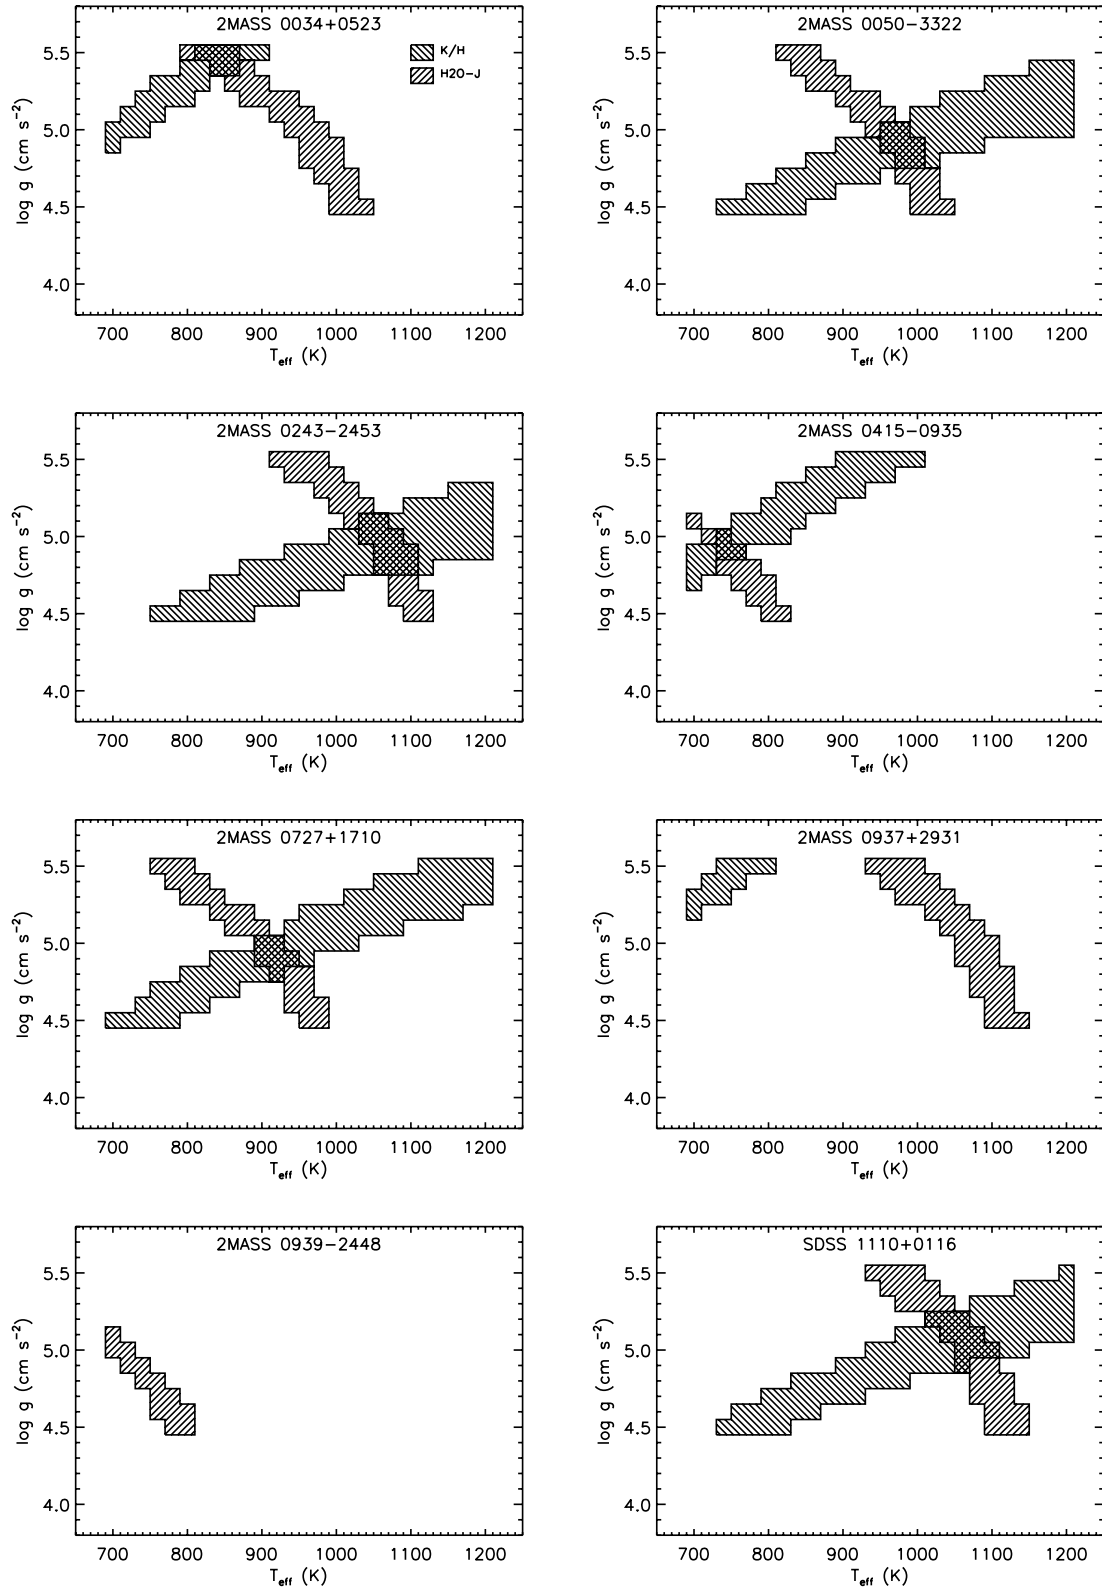 2MASS 0034+0523
K/H
H2O-J
5.5
5.0
4.5
4.0
log g (cm s⁻²)
700 800 900 1000 1100 1200
Teff (K)
2MASS 0050-3322
5.5
5.0
4.5
4.0
log g (cm s⁻²)
700 800 900 1000 1100 1200
Teff (K)
2MASS 0243-2453
5.5
5.0
4.5
4.0
log g (cm s⁻²)
700 800 900 1000 1100 1200
Teff (K)
2MASS 0415-0935
5.5
5.0
4.5
4.0
log g (cm s⁻²)
700 800 900 1000 1100 1200
Teff (K)
2MASS 0727+1710
5.5
5.0
4.5
4.0
log g (cm s⁻²)
700 800 900 1000 1100 1200
Teff (K)
2MASS 0937+2931
5.5
5.0
4.5
4.0
log g (cm s⁻²)
700 800 900 1000 1100 1200
Teff (K)
2MASS 0939-2448
5.5
5.0
4.5
4.0
log g (cm s⁻²)
700 800 900 1000 1100 1200
Teff (K)
SDSS 1110+0116
5.5
5.0
4.5
4.0
log g (cm s⁻²)
700 800 900 1000 1100 1200
Teff (K)